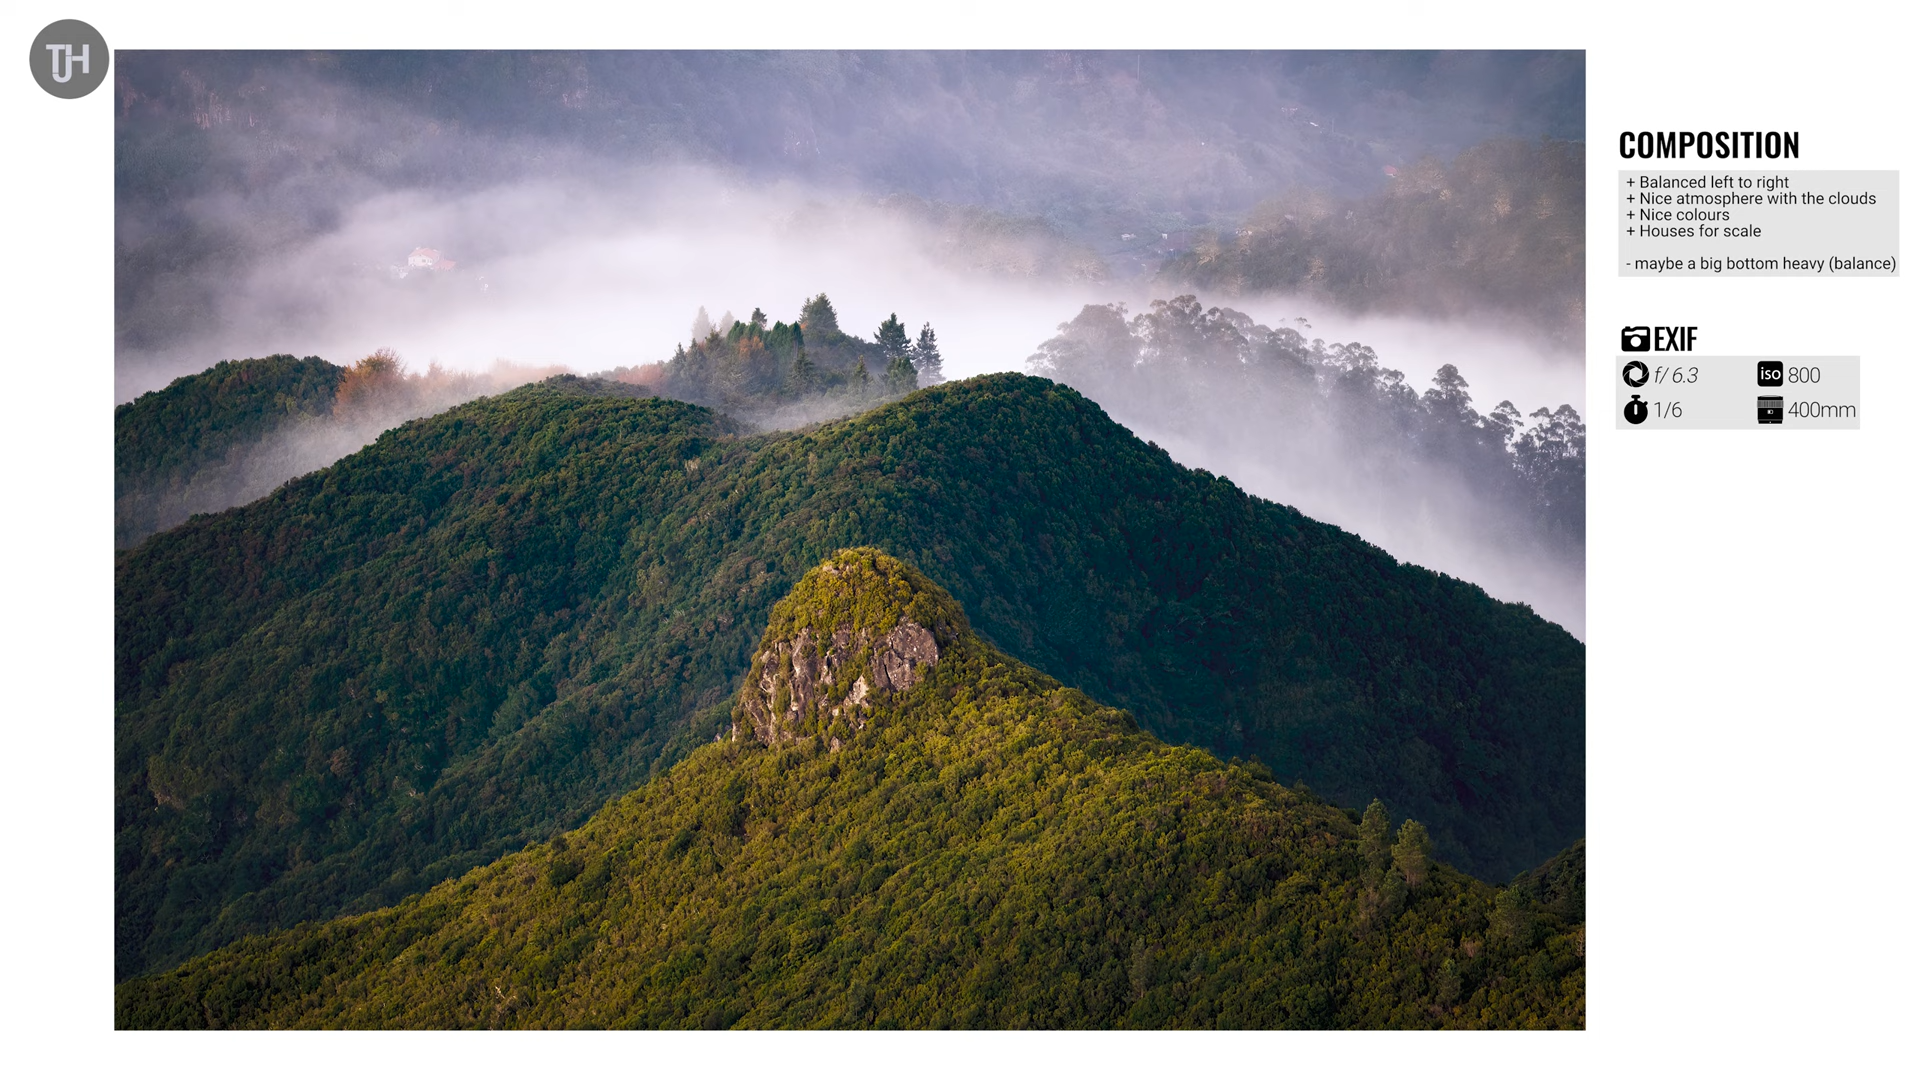 TJH
COMPOSITION
+ Balanced left to right
+ Nice atmosphere with the clouds
+ Nice colours
+ Houses for scale
- maybe a big bottom heavy (balance)
EXIF
f/ 6.3
iso 800
1/6
400mm